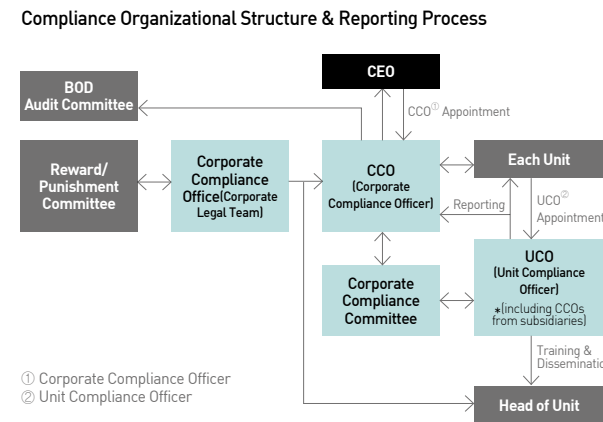 Compliance Organizational Structure & Reporting Process
CEO
BOD
Audit Committee
CCO① Appointment
Reward/
Punishment
Committee
Corporate
Compliance
Office(Corporate
Legal Team)
CCO
(Corporate
Compliance Officer)
Each Unit
Reporting
UCO②
Appointment
UCO
(Unit Compliance
Officer)
*(including CCOs
from subsidiaries)
Corporate
Compliance
Committee
Training &
Disseminatio
Head of Unit
① Corporate Compliance Officer
② Unit Compliance Officer